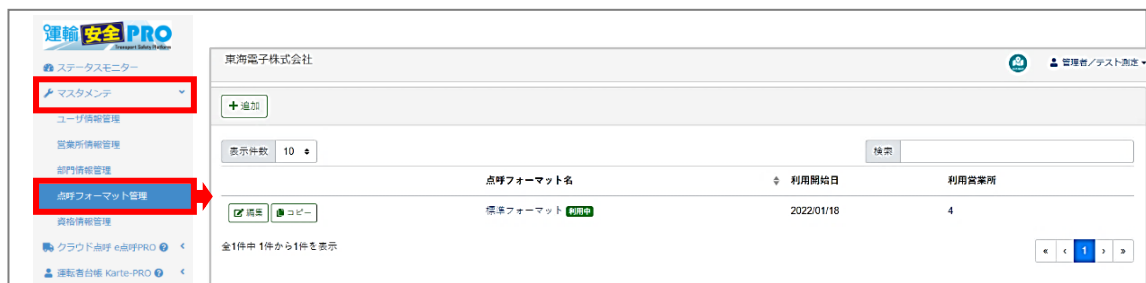 運輸安全PRO
Transport Safety Platform
ステータスモニター
マスタメンテ
ユーザ情報管理
営業所情報管理
部門情報管理
点呼フォーマット管理
資格情報管理
クラウド点呼 e点呼PRO
運転者台帳 Karte-PRO
東海電子株式会社
管理者/テスト測定
追加
表示件数 10
検索
点呼フォーマット名 利用開始日 利用営業所
編集 コピー 標準フォーマット 利用中 2022/01/18 4
全1件中 1件から1件を表示
« ‹ 1 › »